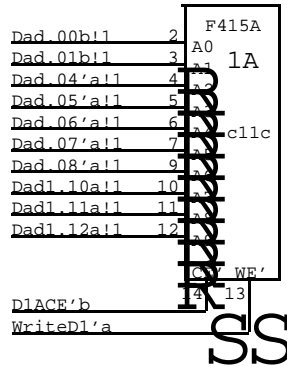 F415A
Dad.00b!1 2 A0 1A
Dad.01b!1 3 A1
Dad.04'a!1 4
Dad.05'a!1 5
Dad.06'a!1 6 c11c
Dad.07'a!1 7
Dad.08'a!1 9
Dad1.10a!1 10
Dad1.11a!1 11
Dad1.12a!1 12
WE'
14 13
D1ACE'b
WriteD1'a
SS